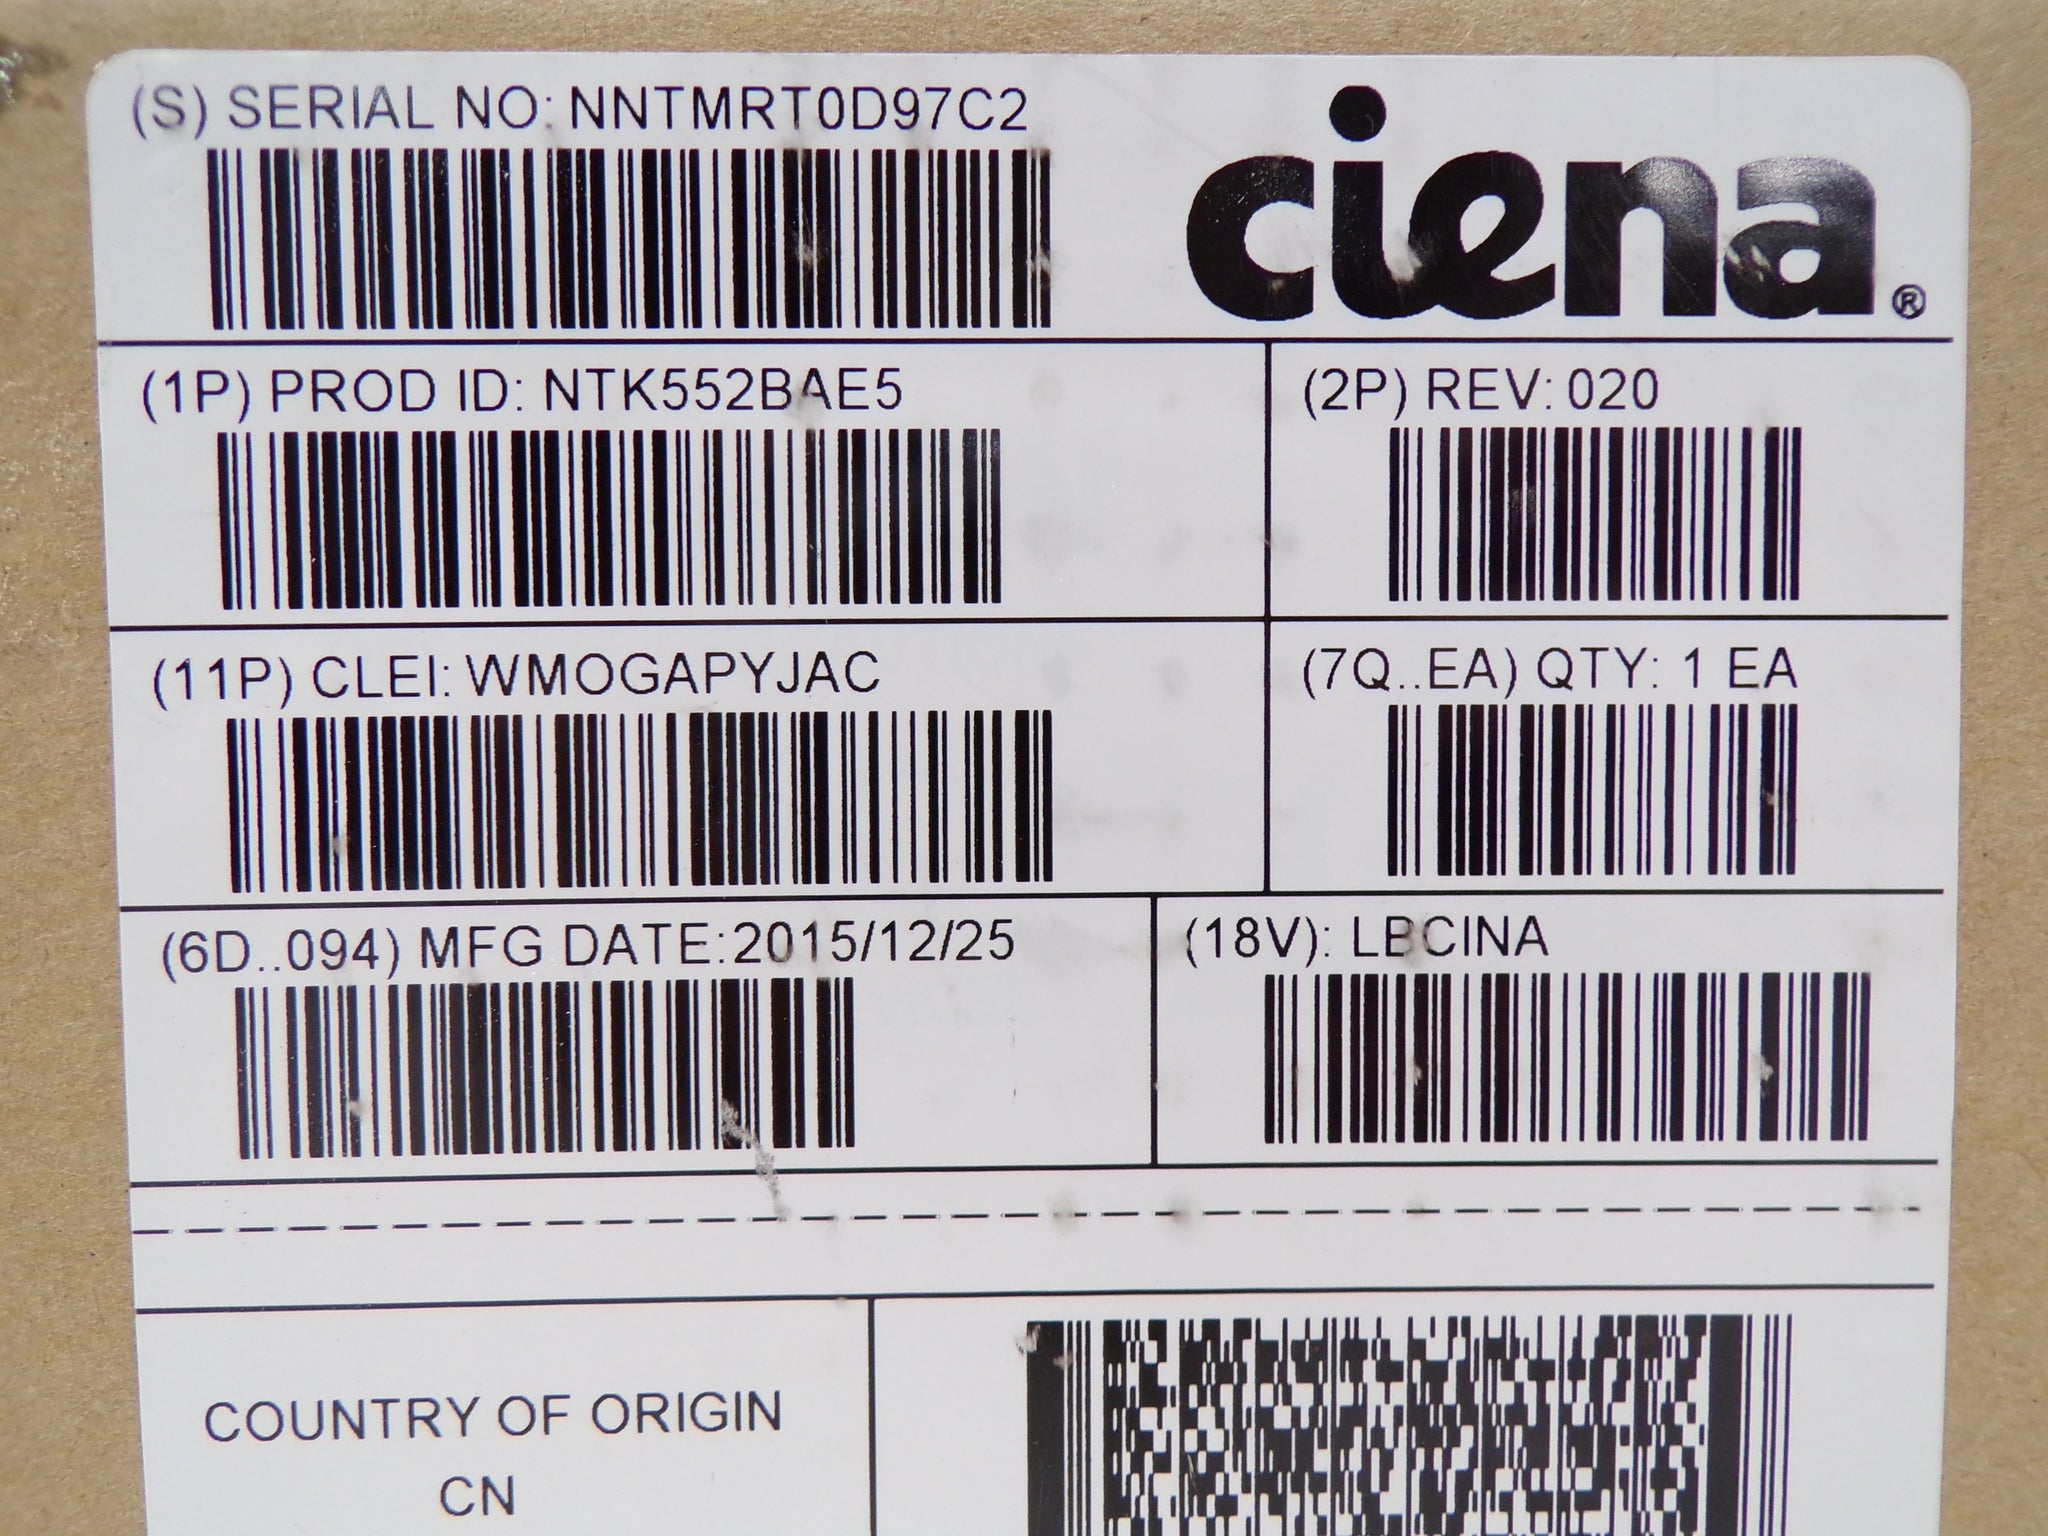 (S) SERIAL NO: NNTMRT0D97C2
ciena®
(1P) PROD ID: NTK552BAE5
(2P) REV: 020
(11P) CLEI: WMOGAPYJAC
(7Q..EA) QTY: 1 EA
(6D..094) MFG DATE:2015/12/25
(18V): LBCINA
COUNTRY OF ORIGIN
CN